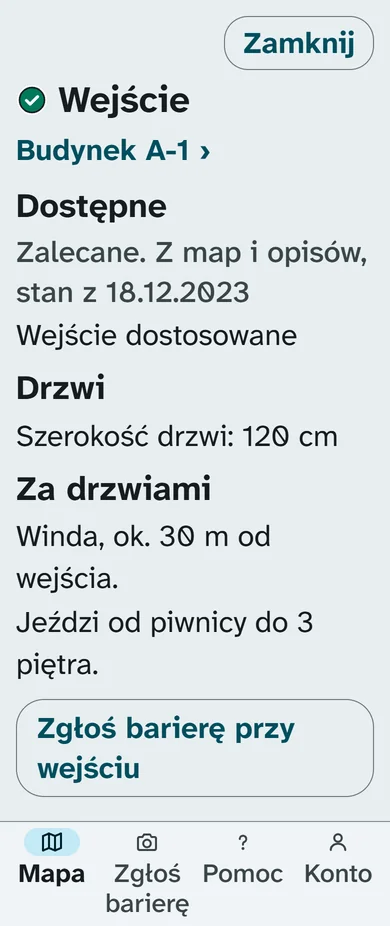 Zamknij
Wejście
Budynek A-1 ›
Dostępne
Zalecane. Z map i opisów,
stan z 18.12.2023
Wejście dostosowane
Drzwi
Szerokość drzwi: 120 cm
Za drzwiami
Winda, ok. 30 m od
wejścia.
Jeździ od piwnicy do 3
piętra.
Zgłoś barierę przy
wejściu
Mapa
Zgłoś
barierę
Pomoc
Konto